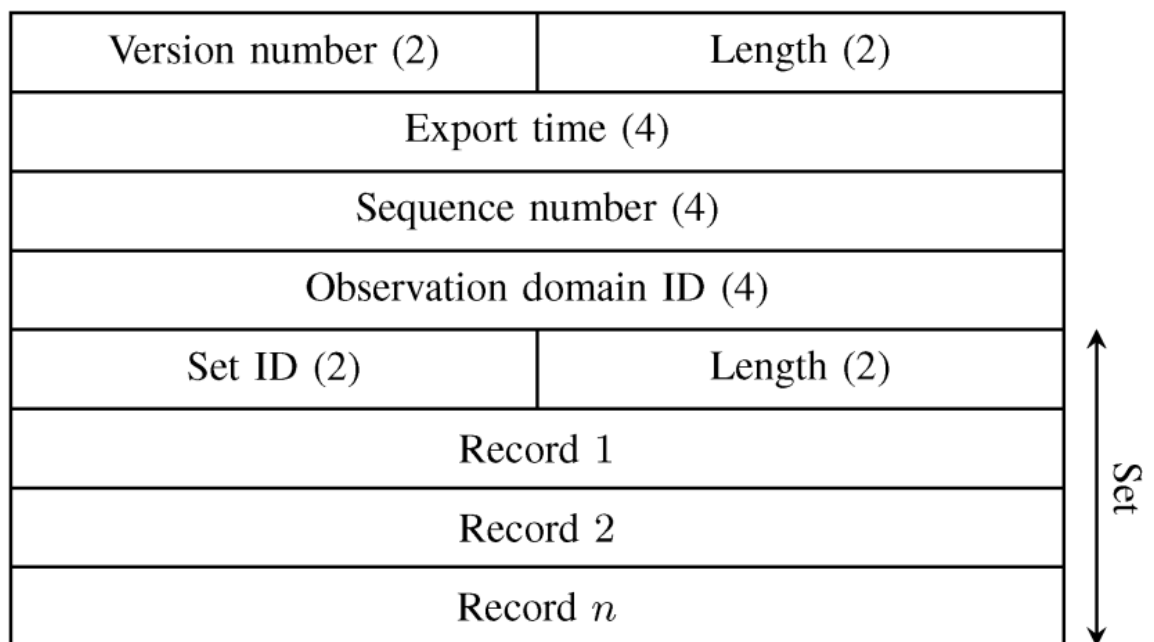 Version number (2) Length (2)
Export time (4)
Sequence number (4)
Observation domain ID (4)
Set ID (2) Length (2)
Record 1
Record 2
Record n
Set